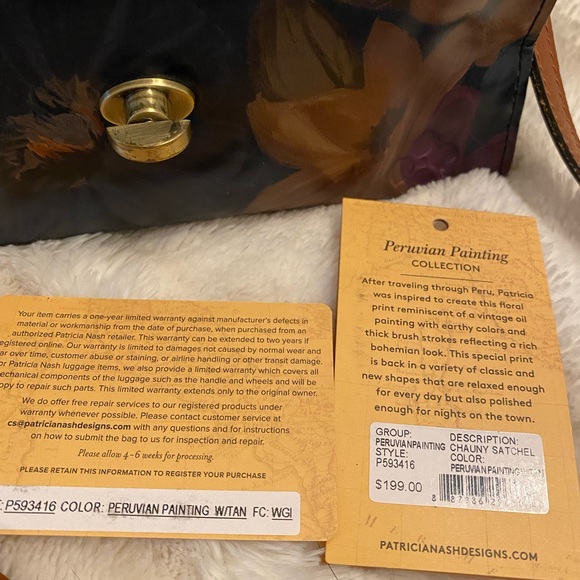 Peruvian Painting
COLLECTION
After traveling through Peru, Patricia
was inspired to create this floral
print reminiscent of a vintage oil
painting with earthy colors and
thick brush strokes reflecting a rich
bohemian look. This special print
is back in a variety of classic and
new shapes that are relaxed enough
for every day but also polished
enough for nights on the town.
GROUP:
PERUVIANPAINTING
STYLE:
P593416
$199.00
DESCRIPTION:
CHAUNY SATCHEL
COLOR:
PERUVIAN PAINTING
PATRICIANASHDESIGNS.COM
Your item carries a one-year limited warranty against manufacturer's defects in
material or workmanship from the date of purchase, when purchased from an
authorized Patricia Nash retailer. This warranty can be extended to two years if
registered online. Our warranty is limited to damages not caused by normal wear and
ar over time, customer abuse or staining, or airline handling or other transit damage.
or Patricia Nash luggage items, we also provide a limited warranty which covers all
echanical components of the luggage such as the handle and wheels and will be
opy to repair such parts. This limited warranty extends only to the original owner.
We do offer free repair services to our registered products under
warranty whenever possible. Please contact customer service at
cs@patricianashdesigns.com with any questions and for instructions
on how to submit the bag to us for inspection and repair.
Please allow 4-6 weeks for processing.
PLEASE RETAIN THIS INFORMATION TO REGISTER YOUR PURCHASE
: P593416 COLOR: PERUVIAN PAINTING W/TAN FC: WGI